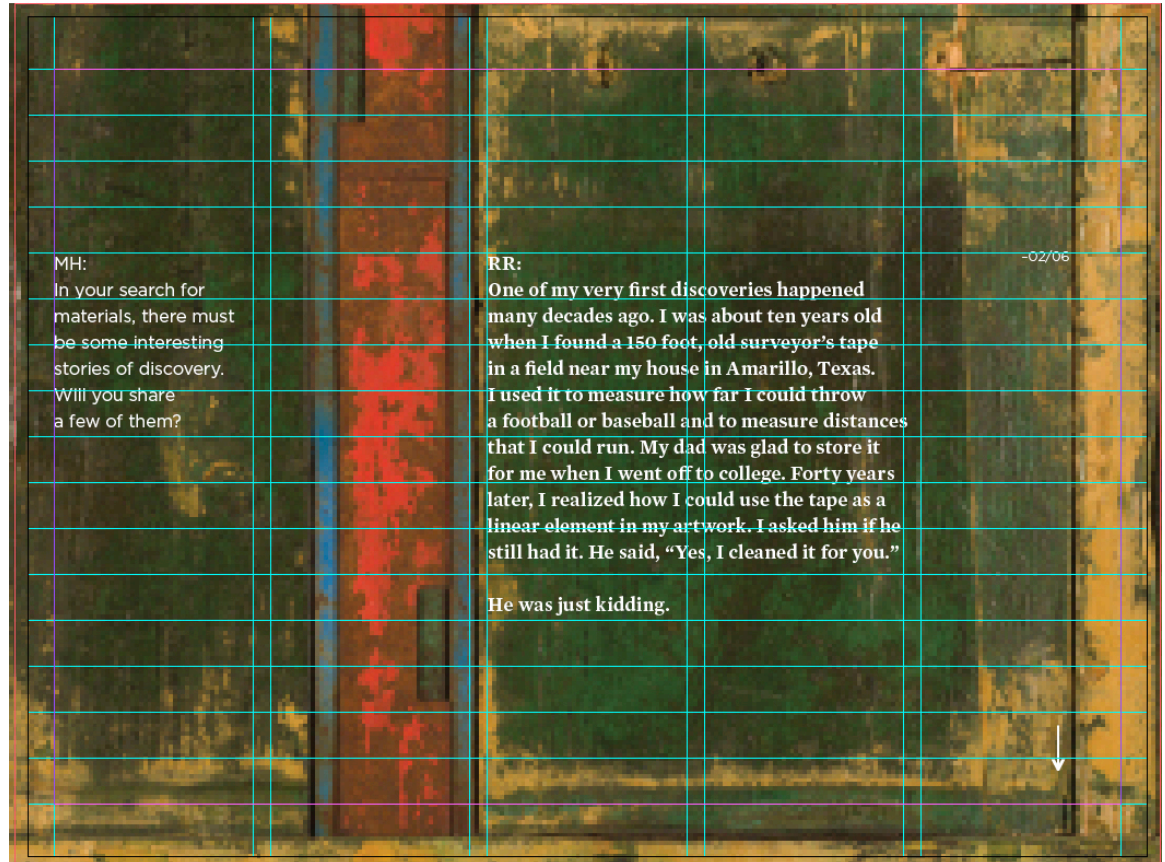 MH:
In your search for
materials, there must
be some interesting
stories of discovery.
Will you share
a few of them?
RR:
One of my very first discoveries happened
many decades ago. I was about ten years old
when I found a 150 foot, old surveyor’s tape
in a field near my house in Amarillo, Texas.
I used it to measure how far I could throw
a football or baseball and to measure distances
that I could run. My dad was glad to store it
for me when I went off to college. Forty years
later, I realized how I could use the tape as a
linear element in my artwork. I asked him if he
still had it. He said, “Yes, I cleaned it for you.”
He was just kidding.
–02/06